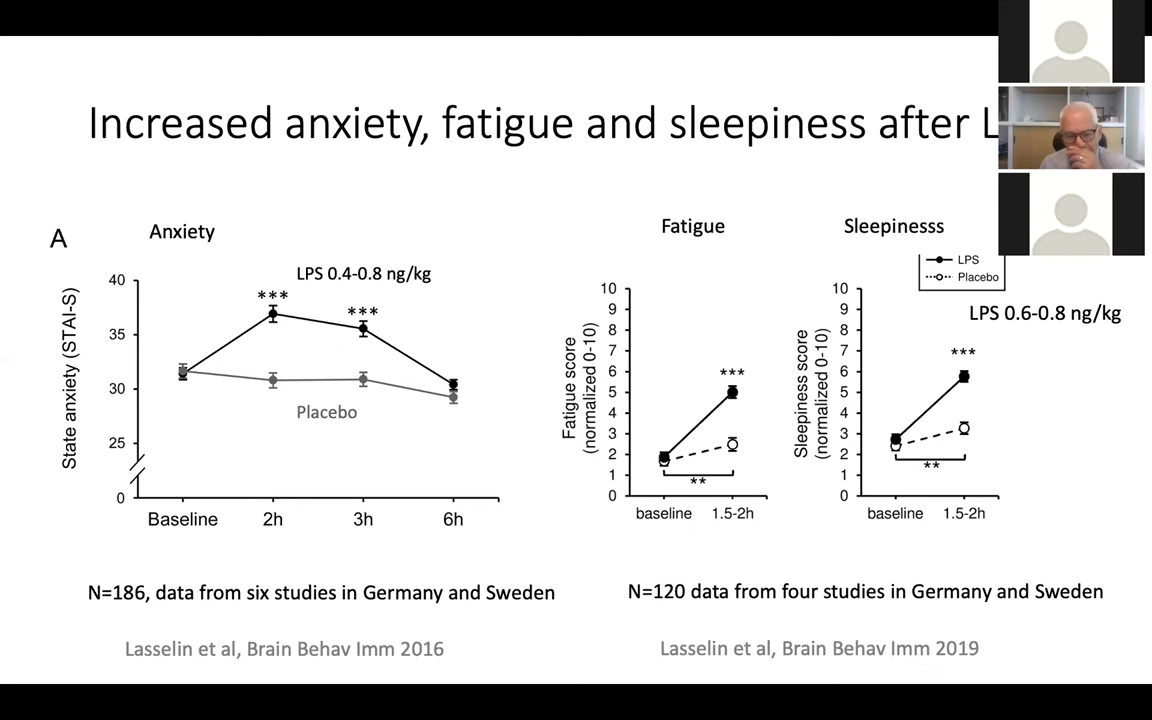 Increased anxiety, fatigue and sleepiness after L
A
Anxiety
LPS 0.4-0.8 ng/kg
State anxiety (STAI-S)
40
35
30
25
0
***
***
Placebo
Baseline 2h 3h 6h
Fatigue
Fatigue score
(normalized 0-10)
10
9
8
7
6
5
4
3
2
1
0
***
**
baseline 1.5-2h
Sleepinesss
LPS
Placebo
LPS 0.6-0.8 ng/kg
Sleepiness score
(normalized 0-10)
10
9
8
7
6
5
4
3
2
1
0
***
**
baseline 1.5-2h
N=186, data from six studies in Germany and Sweden
N=120 data from four studies in Germany and Sweden
Lasselin et al, Brain Behav Imm 2016
Lasselin et al, Brain Behav Imm 2019